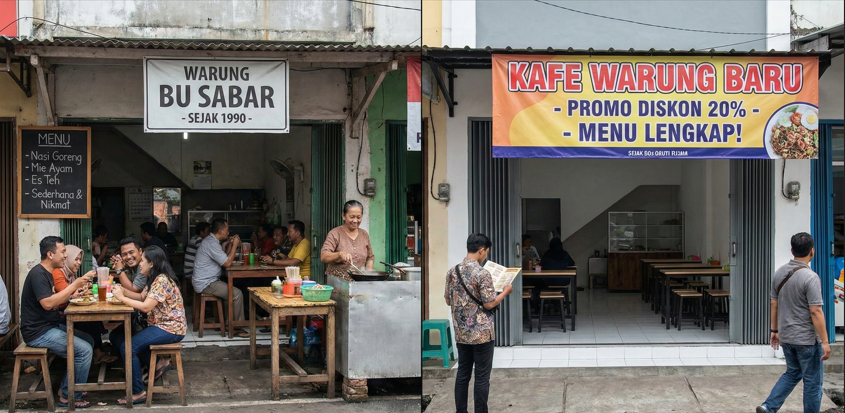 WARUNG
BU SABAR
- SEJAK 1990 -
MENU
- Nasi Goreng
- Mie Ayam
- Es Teh
- Sederhana &
Nikmat
KAFE WARUNG BARU
- PROMO DISKON 20% -
- MENU LENGKAP! -
SEJAK